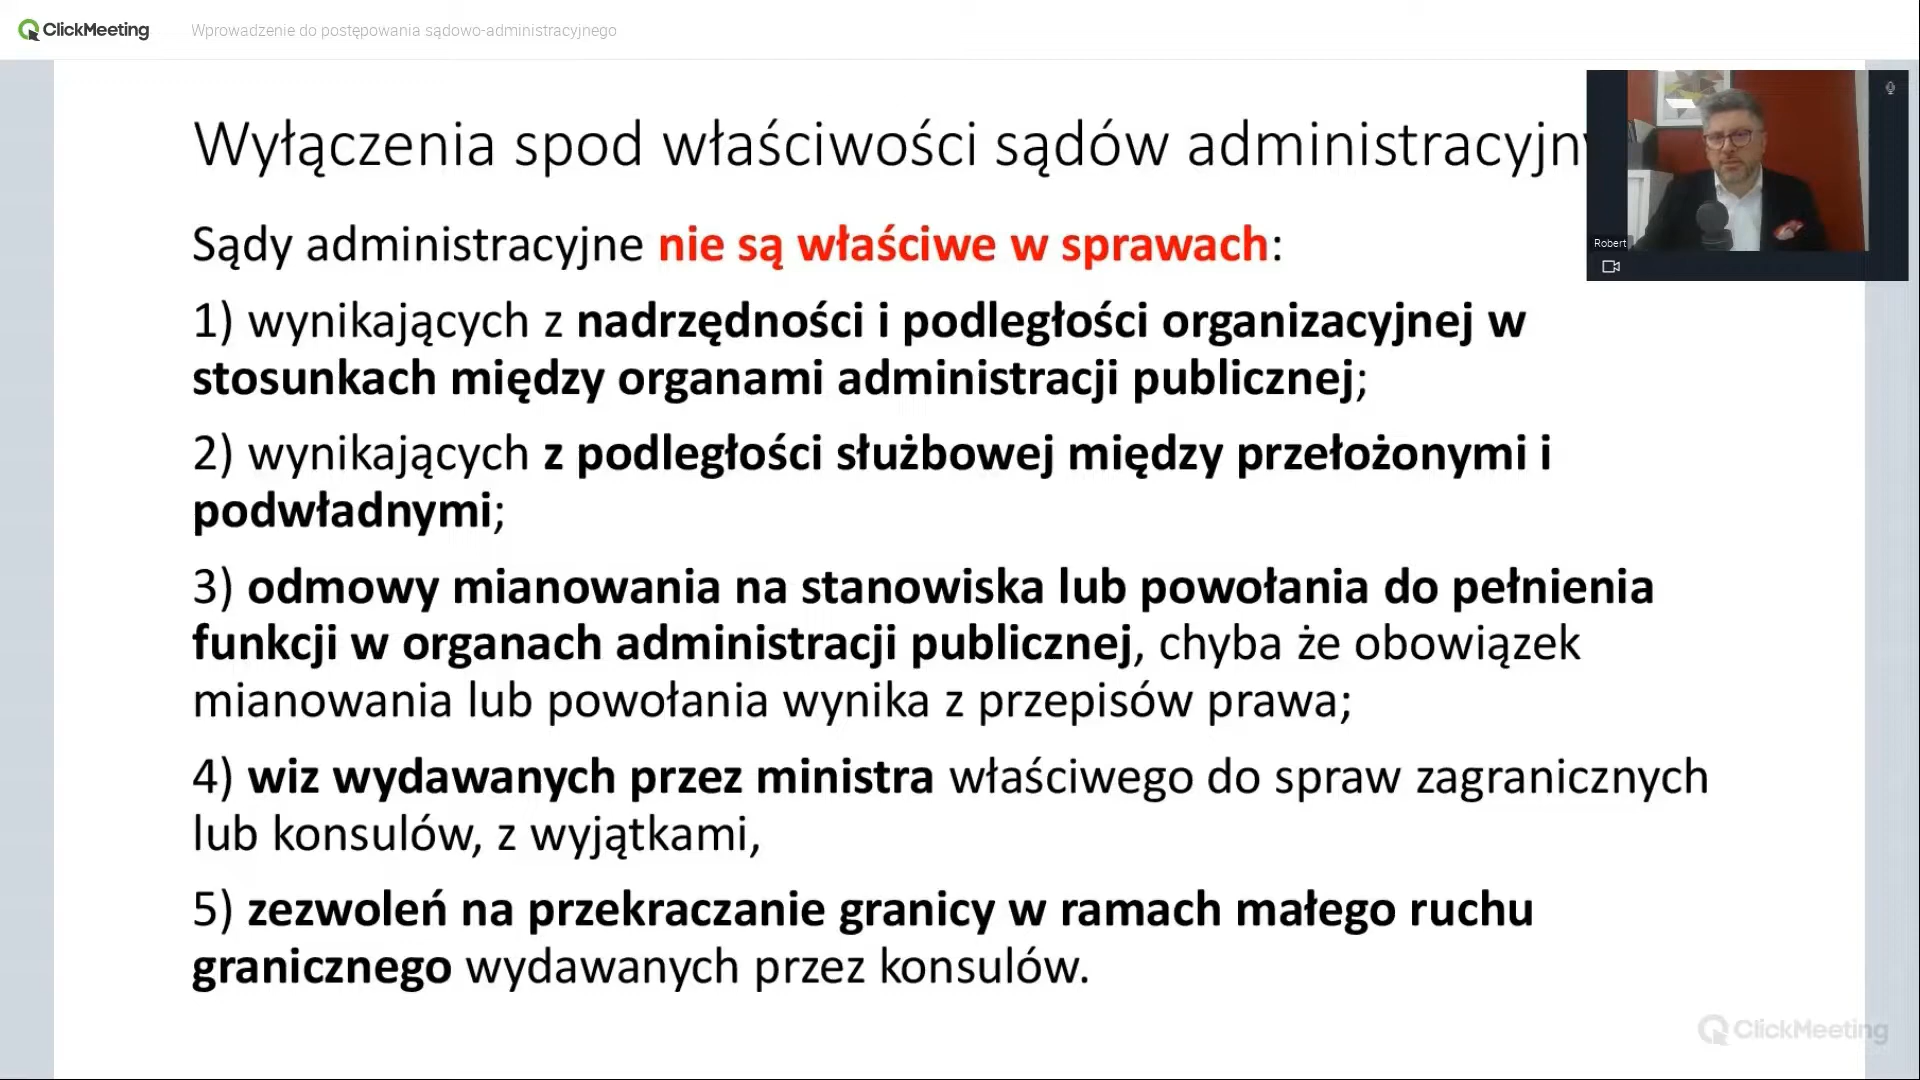 ClickMeeting
Wprowadzenie do postępowania sądowo-administracyjnego
Wyłączenia spod właściwości sądów administracyjn
Robert
Sądy administracyjne nie są właściwe w sprawach:
1) wynikających z nadrzędności i podległości organizacyjnej w
stosunkach między organami administracji publicznej;
2) wynikających z podległości służbowej między przełożonymi i
podwładnymi;
3) odmowy mianowania na stanowiska lub powołania do pełnienia
funkcji w organach administracji publicznej, chyba że obowiązek
mianowania lub powołania wynika z przepisów prawa;
4) wiz wydawanych przez ministra właściwego do spraw zagranicznych
lub konsulów, z wyjątkami,
5) zezwoleń na przekraczanie granicy w ramach małego ruchu
granicznego wydawanych przez konsulów.
ClickMeeting